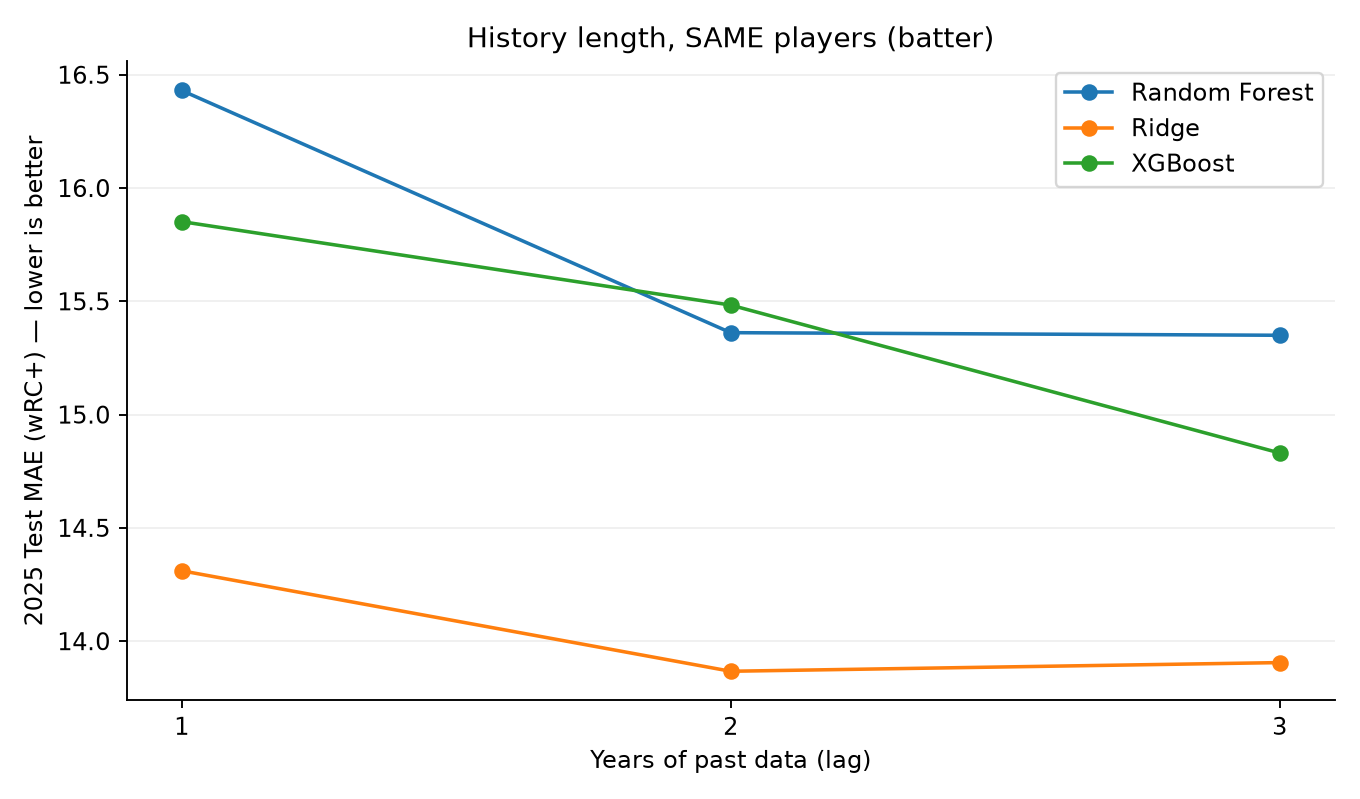 History length, SAME players (batter)
16.5
16.0
15.5
15.0
14.5
14.0
2025 Test MAE (wRC+) — lower is better
Random Forest
Ridge
XGBoost
1
2
3
Years of past data (lag)